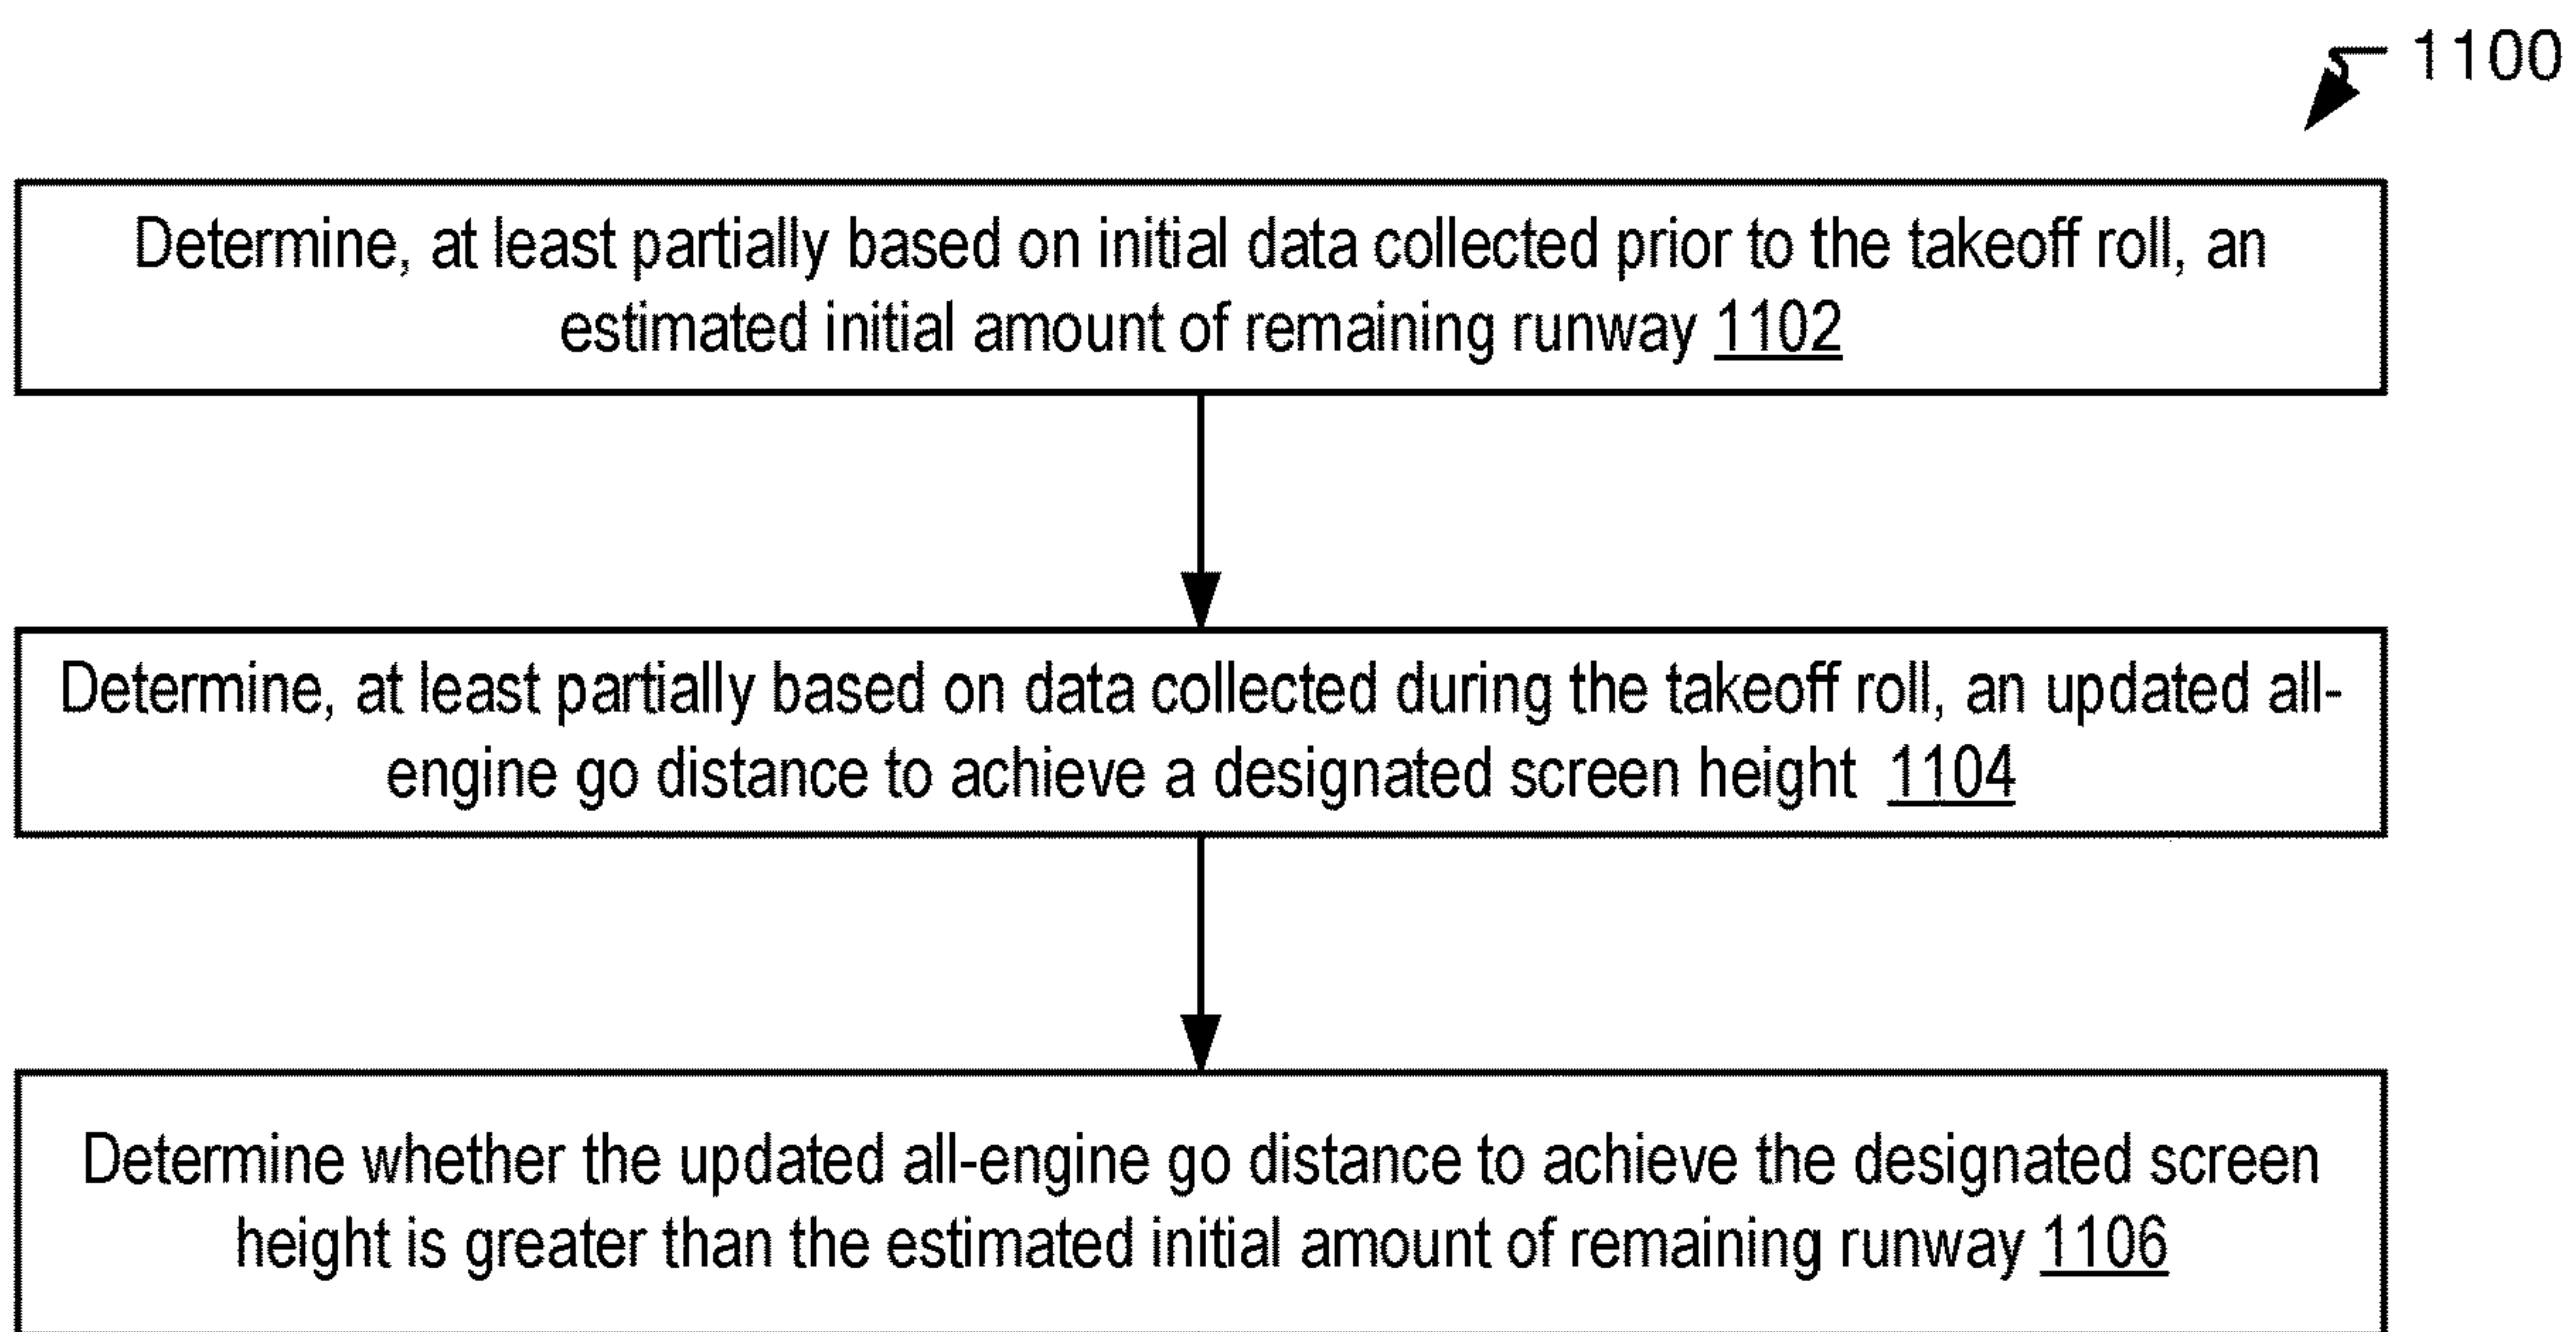 1100
Determine, at least partially based on initial data collected prior to the takeoff roll, an
estimated initial amount of remaining runway 1102
Determine, at least partially based on data collected during the takeoff roll, an updated all-
engine go distance to achieve a designated screen height 1104
Determine whether the updated all-engine go distance to achieve the designated screen
height is greater than the estimated initial amount of remaining runway 1106